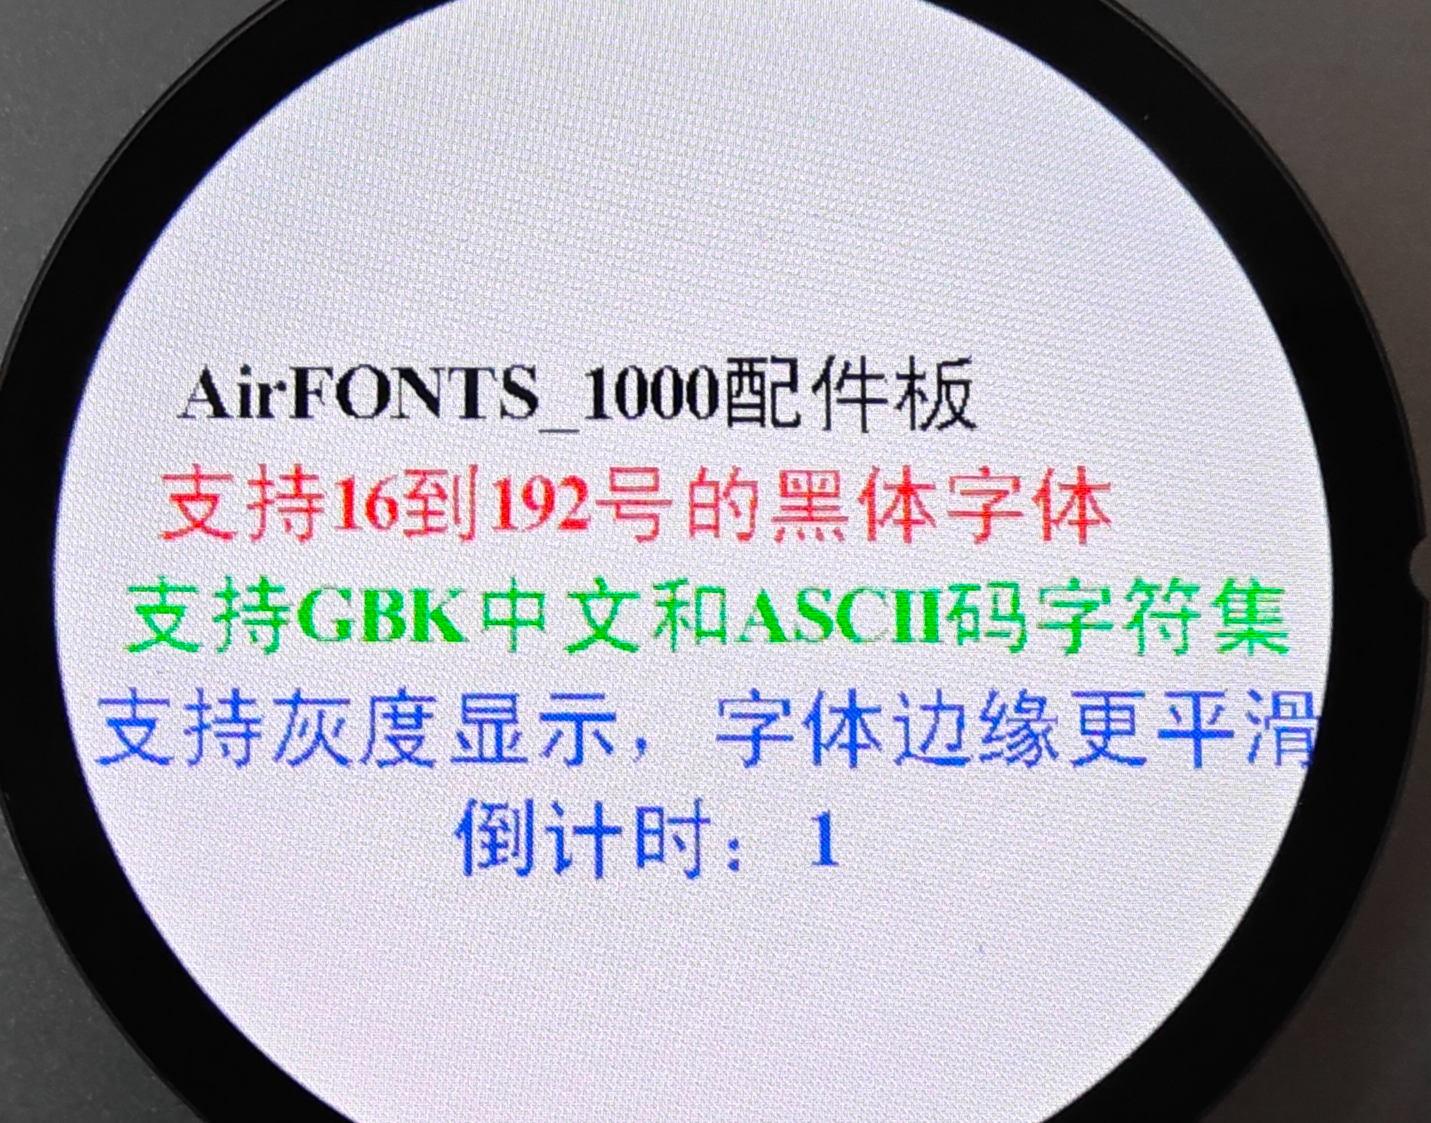 AirFONTS_1000配件板
支持16到192号的黑体字体
支持GBK中文和ASCII码字符集
支持灰度显示，字体边缘更平滑
倒计时：1